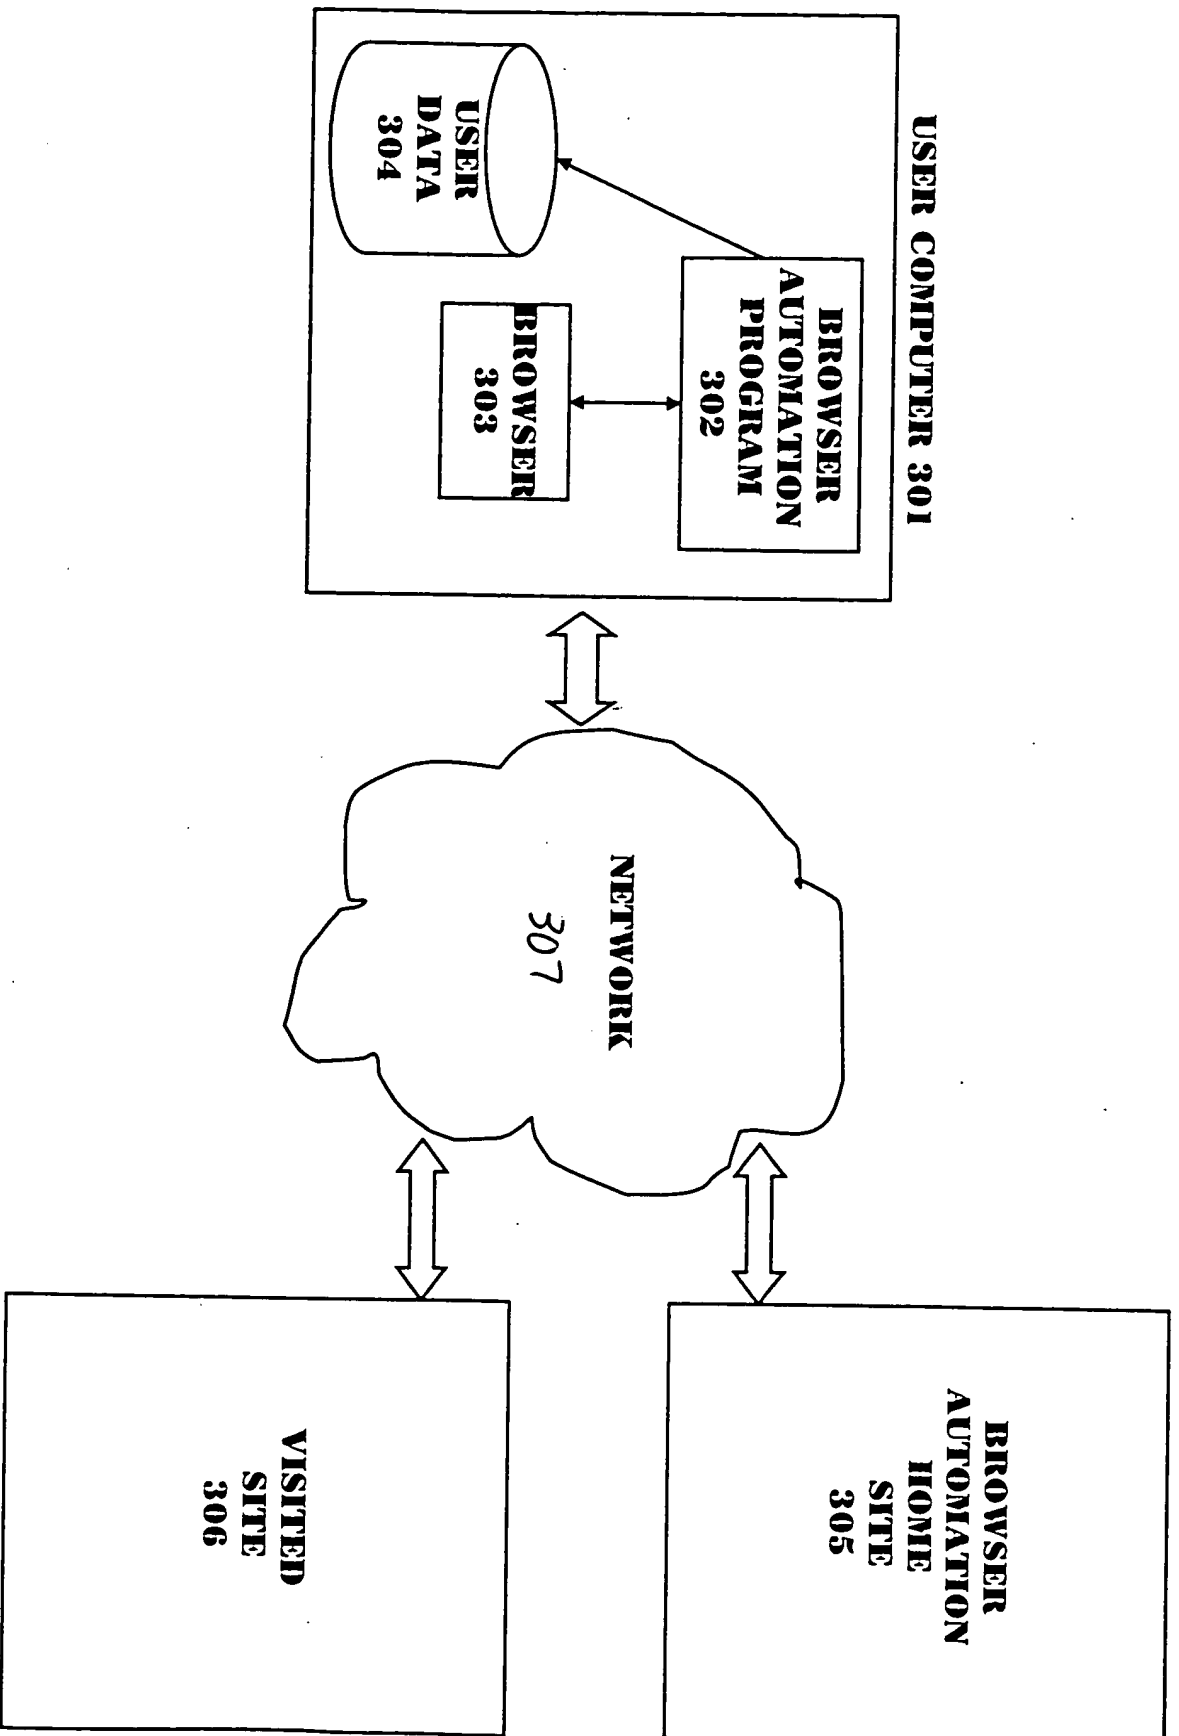 USER COMPUTER 301
BROWSER
AUTOMATION
PROGRAM
302
BROWSER
303
USER
DATA
304
NETWORK
307
BROWSER
AUTOMATION
HOME
SITE
305
VISITED
SITE
306